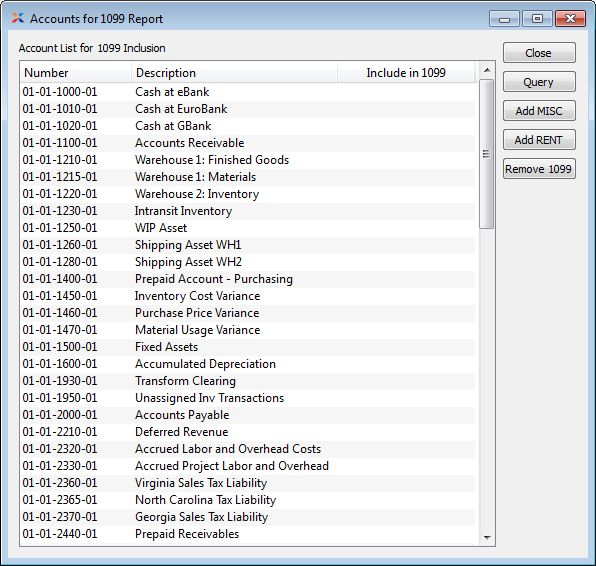 Accounts for 1099 Report
Account List for 1099 Inclusion
Number Description Include in 1099
01-01-1000-01 Cash at eBank
01-01-1010-01 Cash at EuroBank
01-01-1020-01 Cash at GBank
01-01-1100-01 Accounts Receivable
01-01-1210-01 Warehouse 1: Finished Goods
01-01-1215-01 Warehouse 1: Materials
01-01-1220-01 Warehouse 2: Inventory
01-01-1230-01 Intransit Inventory
01-01-1250-01 WIP Asset
01-01-1260-01 Shipping Asset WH1
01-01-1280-01 Shipping Asset WH2
01-01-1400-01 Prepaid Account - Purchasing
01-01-1450-01 Inventory Cost Variance
01-01-1460-01 Purchase Price Variance
01-01-1470-01 Material Usage Variance
01-01-1500-01 Fixed Assets
01-01-1600-01 Accumulated Depreciation
01-01-1930-01 Transform Clearing
01-01-1950-01 Unassigned Inv Transactions
01-01-2000-01 Accounts Payable
01-01-2210-01 Deferred Revenue
01-01-2320-01 Accrued Labor and Overhead Costs
01-01-2330-01 Accrued Project Labor and Overhead
01-01-2360-01 Virginia Sales Tax Liability
01-01-2365-01 North Carolina Tax Liability
01-01-2370-01 Georgia Sales Tax Liability
01-01-2440-01 Prepaid Receivables
Close
Query
Add MISC
Add RENT
Remove 1099